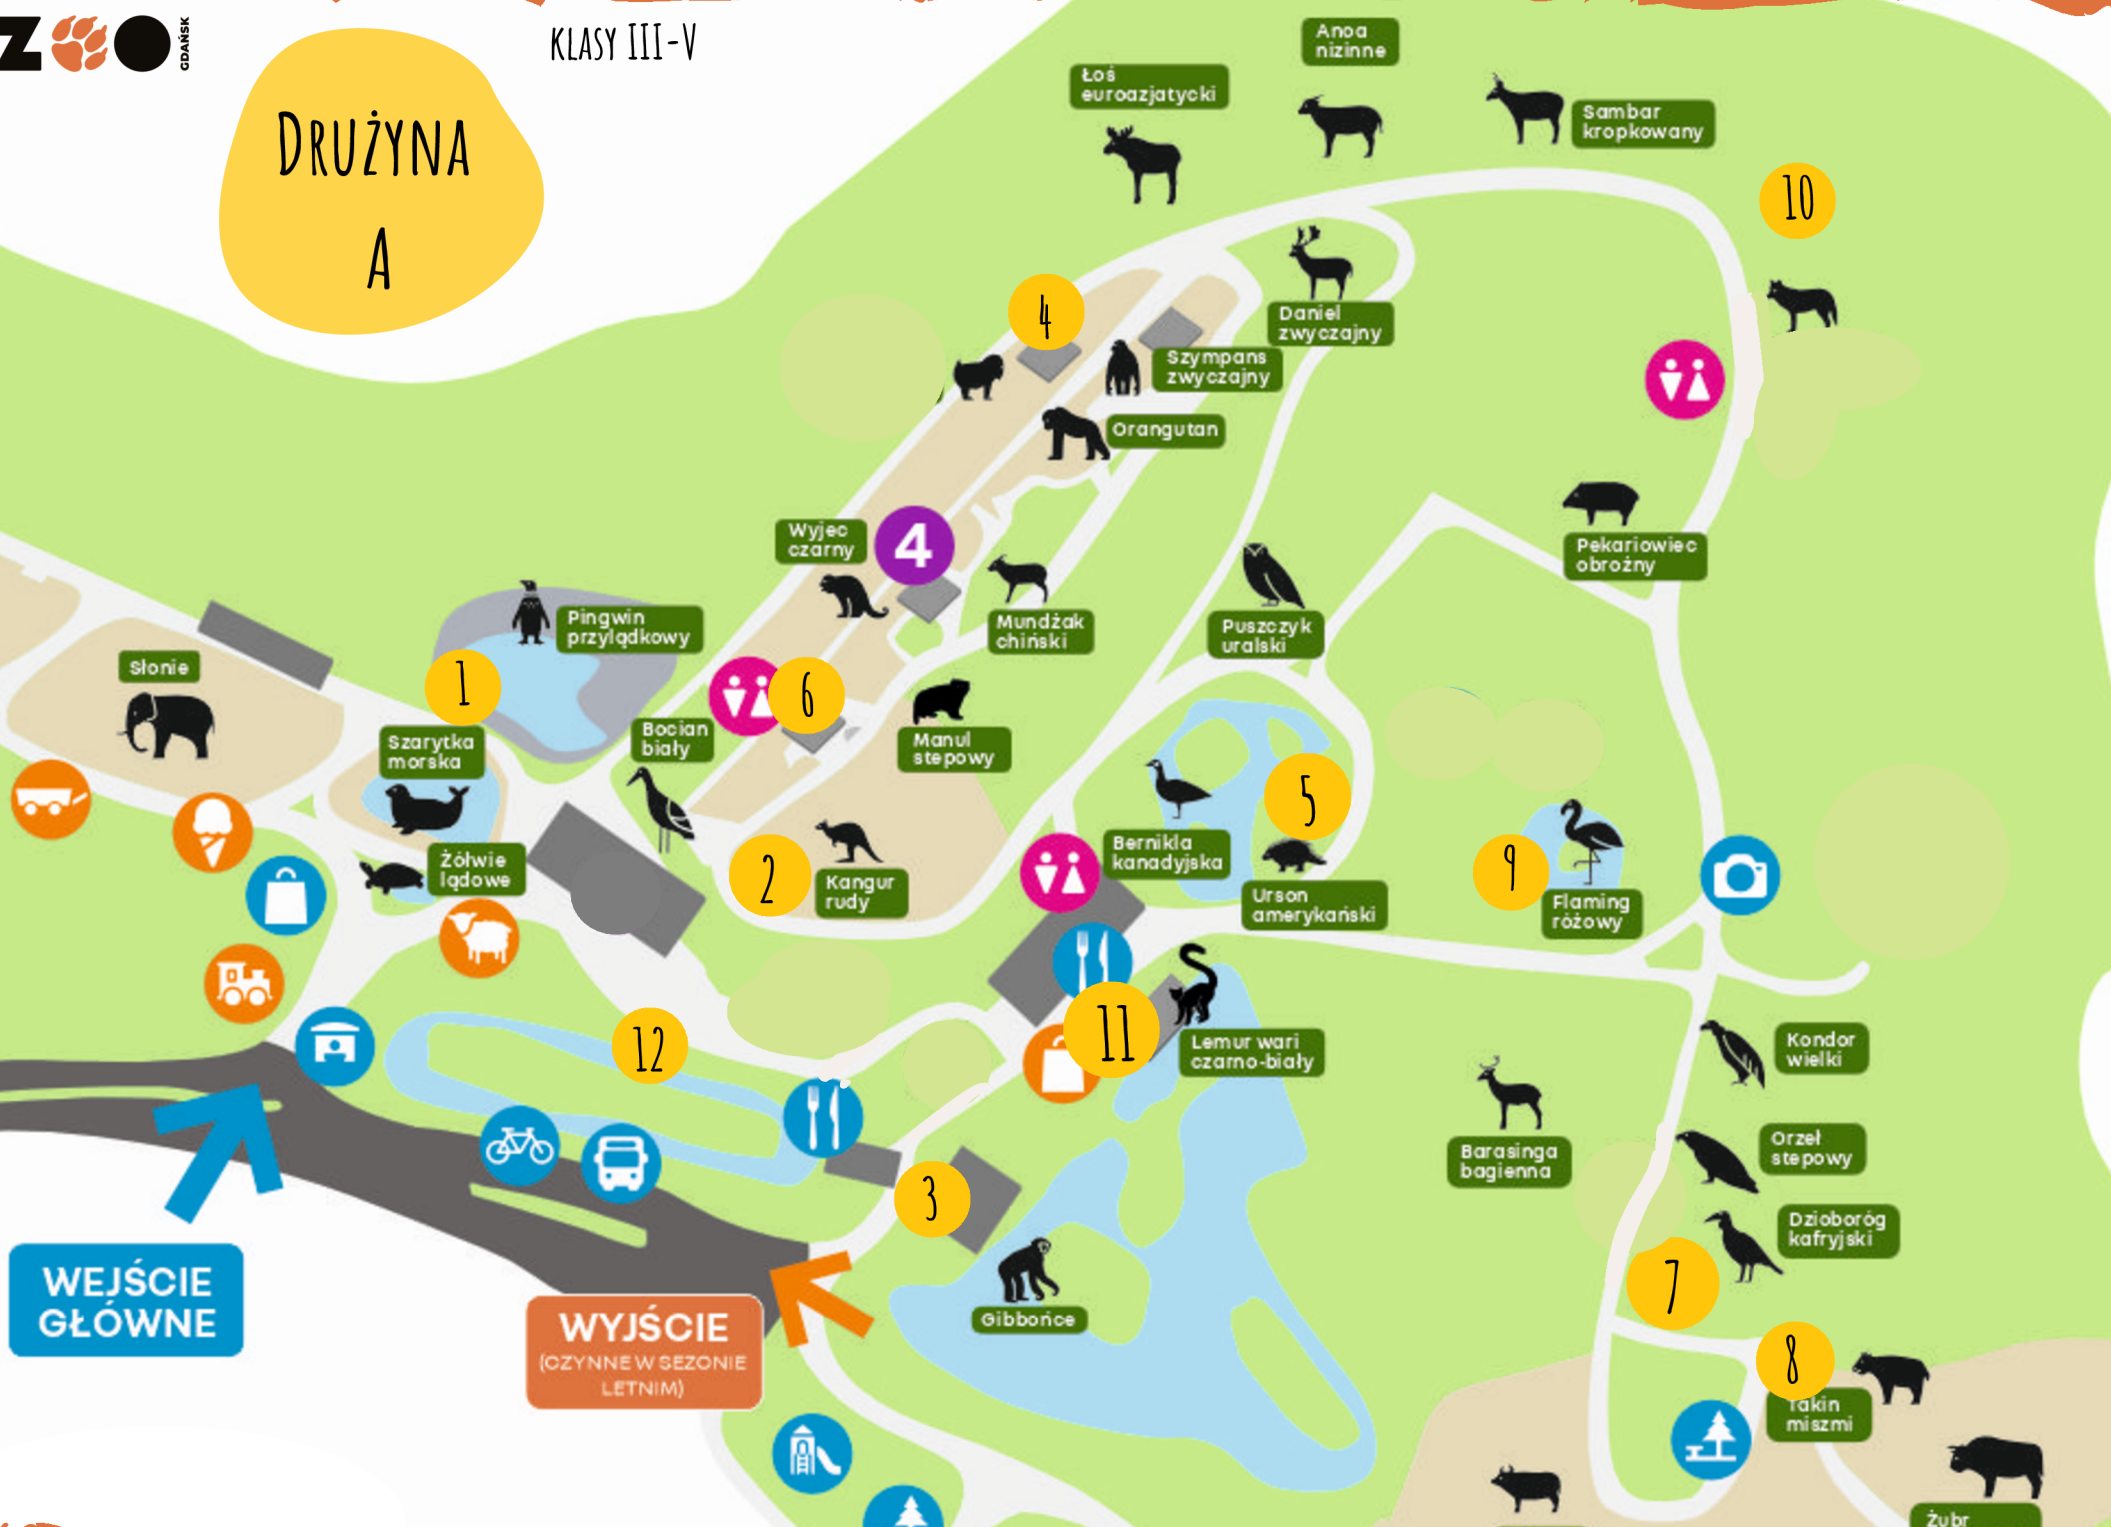 ZOO
GDAŃSK
KLASY III-V
DRUŻYNA
A
Anoa
nizinne
Łoś
euroazjatycki
Sambar
kropkowany
10
4
Daniel
zwyczajny
Szympans
zwyczajny
Orangutan
Wyjec
czarny
4
Pekariowiec
obrożny
Mundżak
chiński
Puszczyk
uralski
Pingwin
przylądkowy
Słonie
1
6
Bocian
biały
Manul
stepowy
Szarytka
morska
5
Bernikla
kanadyjska
2
Kangur
rudy
Żółwie
lądowe
Urson
amerykański
9
Flaming
różowy
12
11
Lemur wari
czarno-biały
Kondor
wielki
Barasinga
bagienna
Orzeł
stepowy
3
Dzioboróg
kafryjski
7
WEJŚCIE
GŁÓWNE
WYJŚCIE
(CZYNNE W SEZONIE
LETNIM)
Gibbońce
8
Takin
miszmi
Żubr